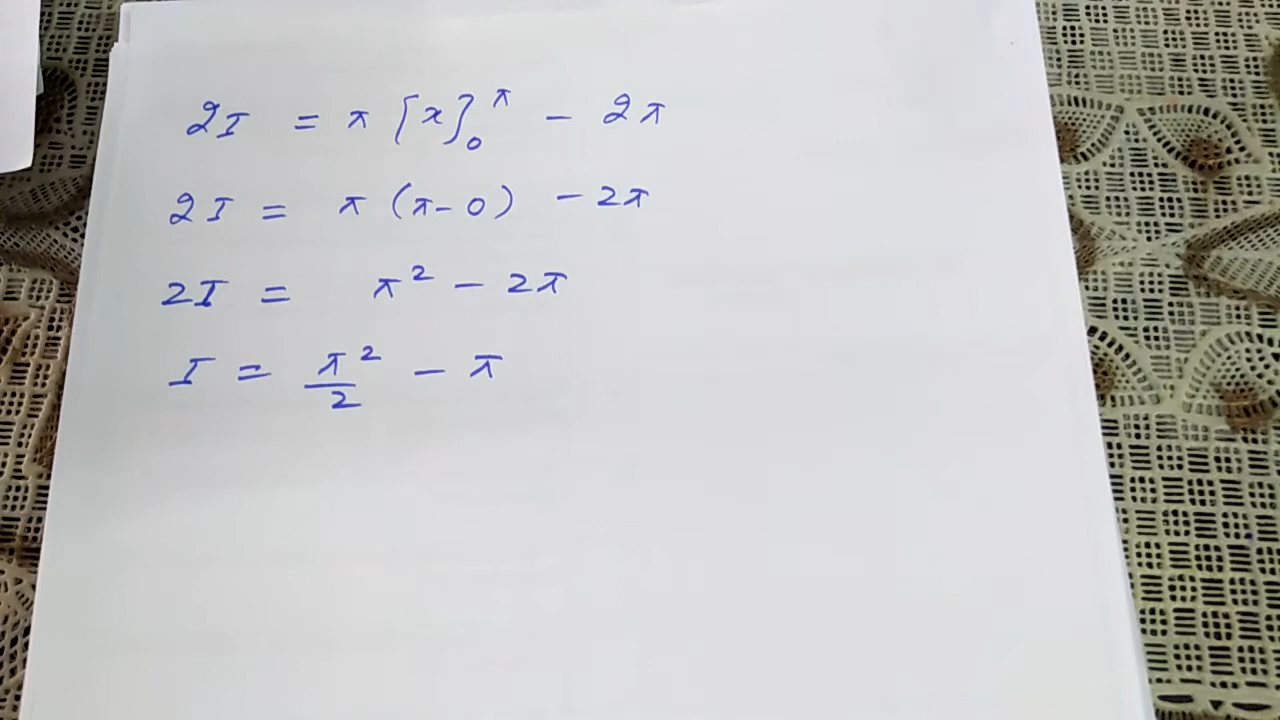 2I = π [x]₀^π - 2π
2I = π (π-0) - 2π
2I = π² - 2π
I = π²/2 - π